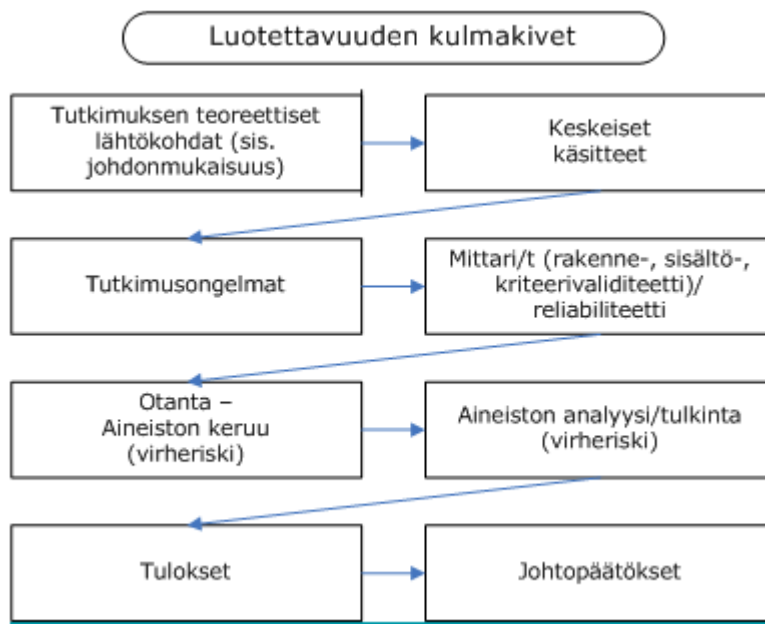 Luotettavuuden kulmakivet
Tutkimuksen teoreettiset
lähtökohdat (sis.
johdonmukaisuus)
Keskeiset
käsitteet
Tutkimusongelmat
Mittari/t (rakenne-, sisältö-,
kriteerivaliditeetti)/
reliabiliteetti
Otanta –
Aineiston keruu
(virheriski)
Aineiston analyysi/tulkinta
(virheriski)
Tulokset
Johtopäätökset